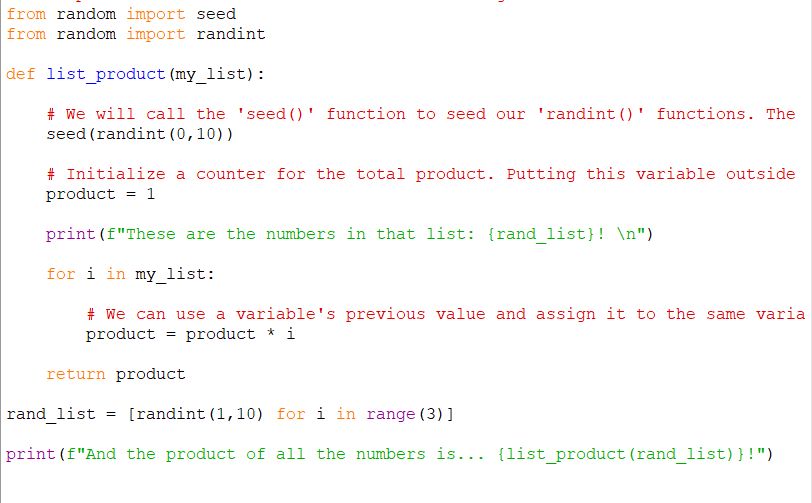 from random import seed
from random import randint
def list_product(my_list):
# We will call the 'seed()' function to seed our 'randint()' functions. The
seed(randint(0,10))
# Initialize a counter for the total product. Putting this variable outside
product = 1
print(f"These are the numbers in that list: {rand_list}! \n")
for i in my_list:
# We can use a variable's previous value and assign it to the same varia
product = product * i
return product
rand_list = [randint(1,10) for i in range(3)]
print(f"And the product of all the numbers is... {list_product(rand_list)}!")